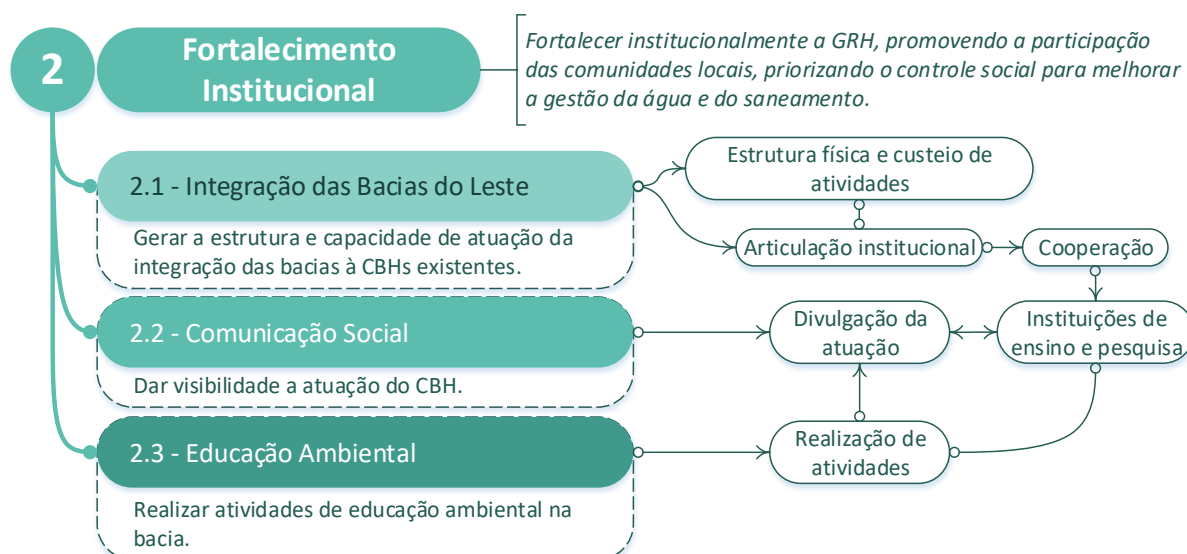 2
Fortalecimento
Institucional
Fortalecer institucionalmente a GRH, promovendo a participação
das comunidades locais, priorizando o controle social para melhorar
a gestão da água e do saneamento.
2.1 - Integração das Bacias do Leste
Gerar a estrutura e capacidade de atuação da
integração das bacias à CBHs existentes.
Estrutura física e custeio de
atividades
Articulação institucional
Cooperação
2.2 - Comunicação Social
Dar visibilidade a atuação do CBH.
Divulgação da
atuação
Instituições de
ensino e pesquisa
2.3 - Educação Ambiental
Realizar atividades de educação ambiental na
bacia.
Realização de
atividades